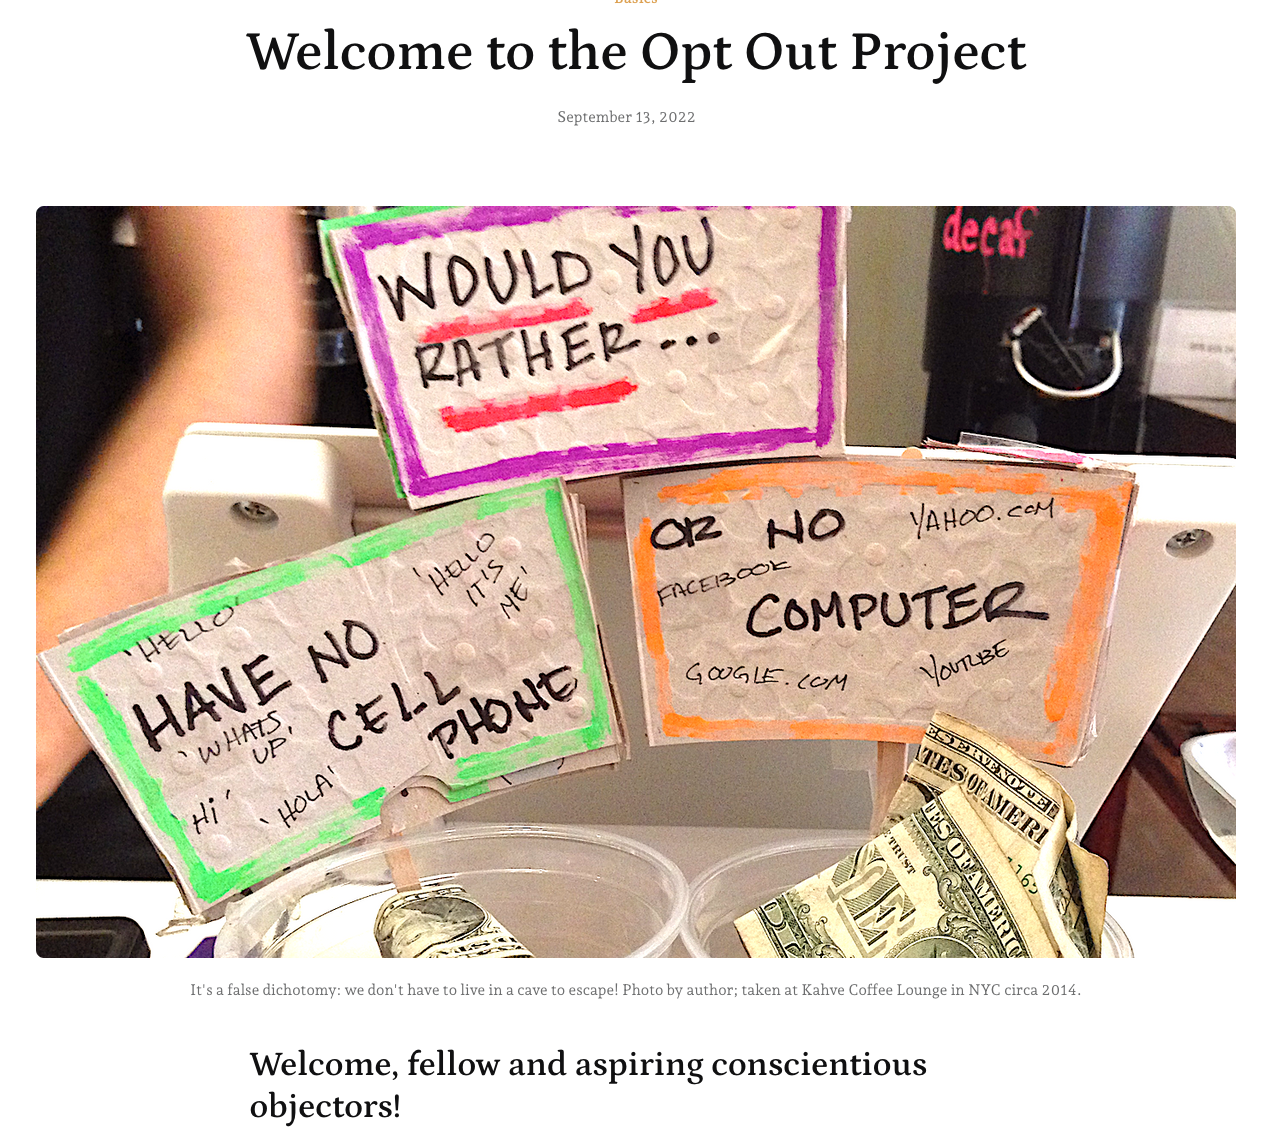 Basics
Welcome to the Opt Out Project
September 13, 2022
decaf
WOULD YOU
RATHER...
'HELLO'
'HELLO
IT'S
ME'
HAVE NO
CELL
PHONE
'WHATS
UP'
'Hi'
'HOLA'
OR NO
YAHOO.COM
FACEBOOK
COMPUTER
GOOGLE.COM
YOUTUBE
TRUST
ONE
OF AMERICA
It's a false dichotomy: we don't have to live in a cave to escape! Photo by author; taken at Kahve Coffee Lounge in NYC circa 2014.
Welcome, fellow and aspiring conscientious
objectors!